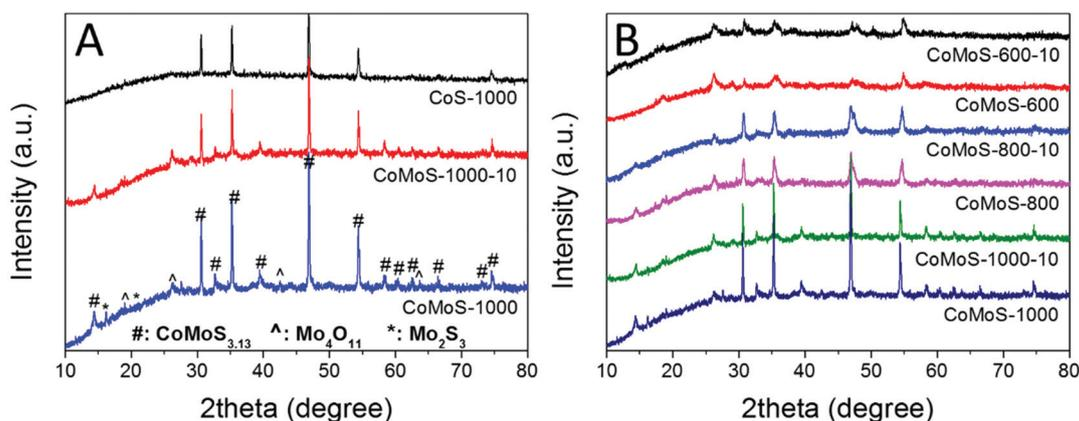 A
CoS-1000
CoMoS-1000-10
#
#
#
#
#
#
#
#
#
#
#
#
#
^
^
^
^
*
*
CoMoS-1000
#: CoMoS3.13 ^: Mo4O11 *: Mo2S3
10 20 30 40 50 60 70 80
2theta (degree)
Intensity (a.u.)
B
CoMoS-600-10
CoMoS-600
CoMoS-800-10
CoMoS-800
CoMoS-1000-10
CoMoS-1000
10 20 30 40 50 60 70 80
2theta (degree)
Intensity (a.u.)